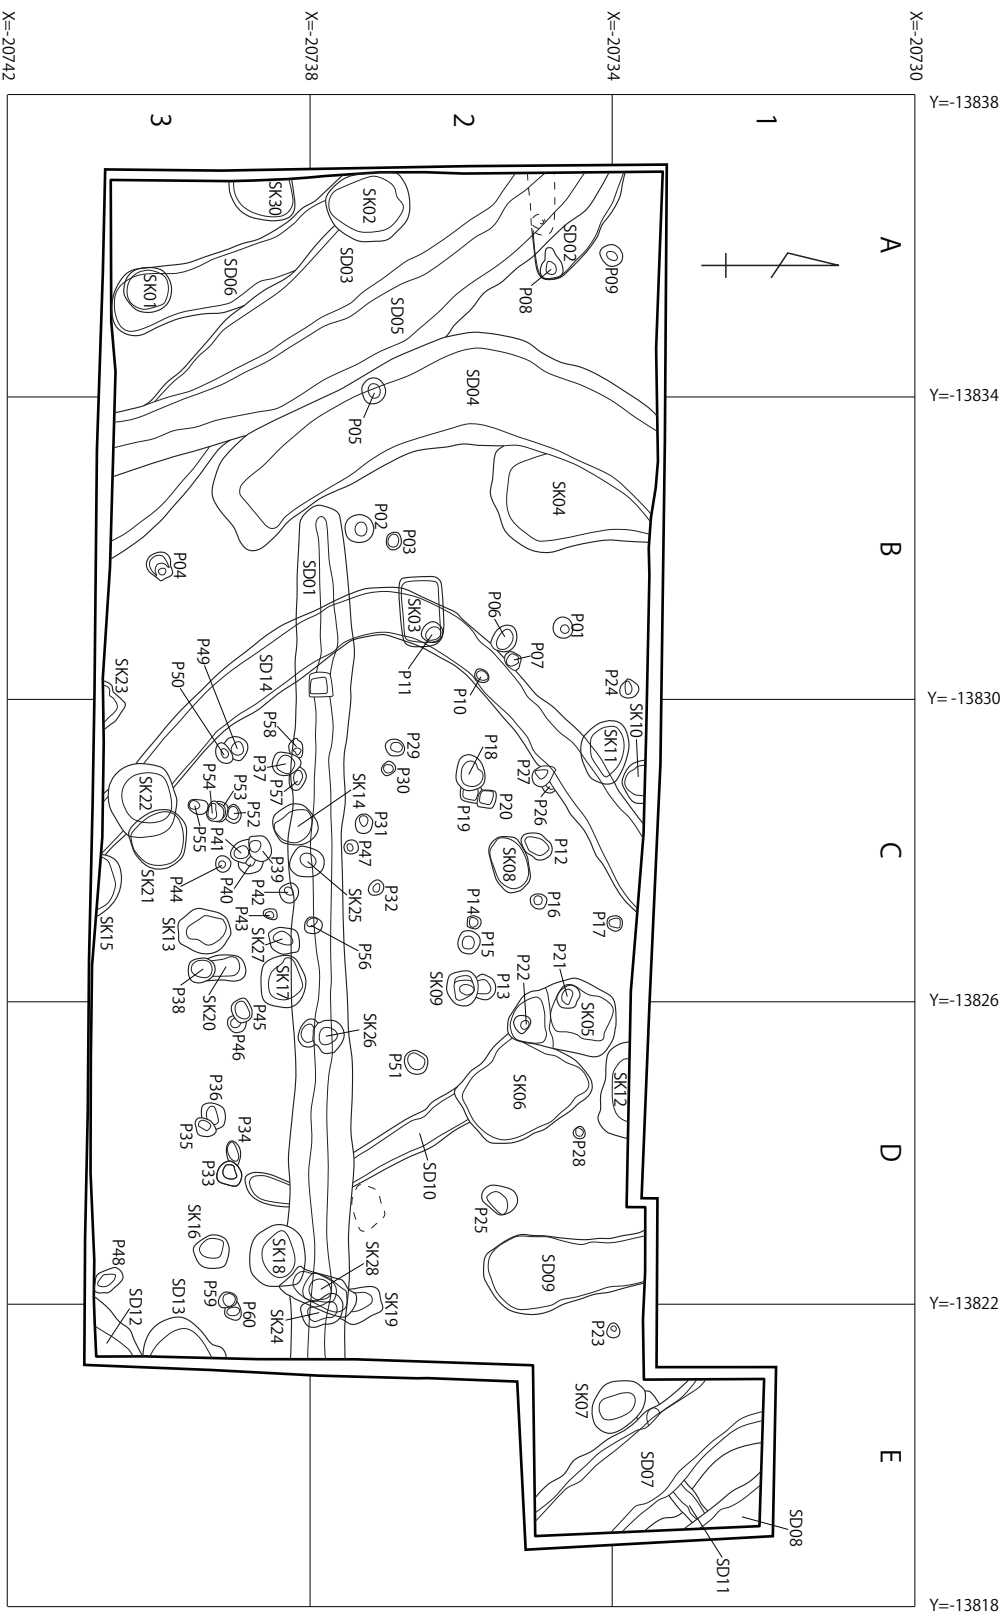 X=-20742
X=-20738
X=-20734
X=-20730
Y=-13838
Y=-13834
Y= -13830
Y=-13826
Y=-13822
Y=-13818
3
2
1
A
B
C
D
E
SK30
SK02
SD02
P09
SK01
SD06
SD03
SD05
P08
P05
SD04
SK04
P02
P03
P04
SD01
SK03
P06
P01
P07
P11
P10
P24
P49
P50
SD14
SK23
SK10
SK11
P58
P37
P57
P29
P30
P18
P27
P26
P19
P20
SK22
P54
P53
P52
P55
P41
SK14
P31
P47
P12
SK08
P39
P40
P44
SK21
P42
P43
SK25
P32
P16
P14
P15
P17
SK15
SK13
SK27
P56
SK17
P38
SK20
SK09
P13
P22
P21
SK05
P45
P46
SK26
P51
SK06
SK12
P36
P35
P34
P33
SD10
P28
P25
SK16
SK18
SK28
SD09
P48
SD12
SD13
P59
P60
SK24
SK19
P23
SK07
SD07
SD08
SD11